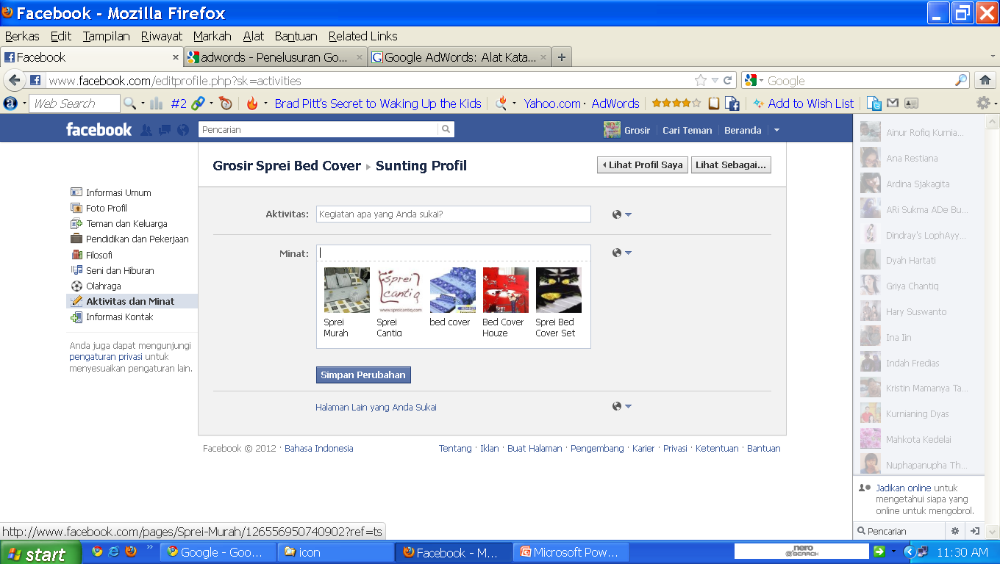 Facebook - Mozilla Firefox
Berkas Edit Tampilan Riwayat Markah Alat Bantuan Related Links
Facebook × adwords - Penelusuran Go... × Google AdWords: Alat Kata... × +
www.facebook.com/editprofile.php?sk=activities Google
a Web Search #2 Brad Pitt's Secret to Waking Up the Kids Yahoo.com · AdWords Add to Wish List
facebook Pencarian Grosir Cari Teman Beranda
Grosir Sprei Bed Cover ▸ Sunting Profil Lihat Profil Saya Lihat Sebagai...
Informasi Umum
Foto Profil
Teman dan Keluarga
Pendidikan dan Pekerjaan
Filosofi
Seni dan Hiburan
Olahraga
Aktivitas dan Minat
Informasi Kontak
Anda juga dapat mengunjungi
pengaturan privasi untuk
menyesuaikan pengaturan lain.
Aktivitas: Kegiatan apa yang Anda sukai?
Minat:
sprei
cantiq
www.spreicantiq.com
Sprei Murah
Sprei Cantiq
bed cover
Bed Cover Houze
Sprei Bed Cover Set
Simpan Perubahan
Halaman Lain yang Anda Sukai
Facebook © 2012 · Bahasa Indonesia Tentang · Iklan · Buat Halaman · Pengembang · Karier · Privasi · Ketentuan · Bantuan
Ainur Rofiq Kurnia...
Ana Restiana
Ardina Sjakagita
ARi Sukma ADe Bu...
Dindray's LophAyy...
Dyah Hartati
Griya Chantiq
Hary Suswanto
Ina Iin
Indah Fredias
Kristin Mamanya Ta...
Kurnianing Dyas
Mahkota Kedelai
Nuphapanupha Th...
Jadikan online untuk
mengetahui siapa yang
online untuk mengobrol.
Pencarian
http://www.facebook.com/pages/Sprei-Murah/126556950740902?ref=ts
start Google - Goo... icon Facebook - M... Microsoft Pow... nero SEARCH 11:30 AM